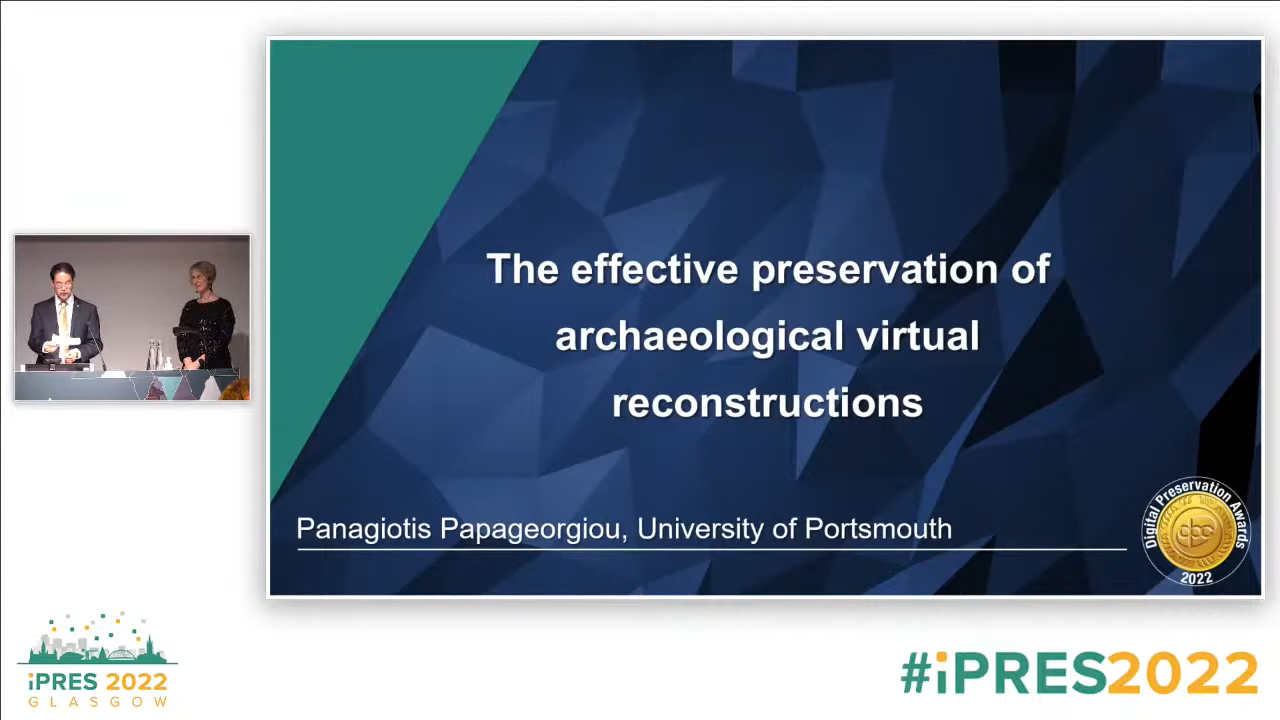 The effective preservation of
archaeological virtual
reconstructions
Panagiotis Papageorgiou, University of Portsmouth
Digital Preservation Awards
dpc
2022
iPRES 2022
GLASGOW
#iPRES2022